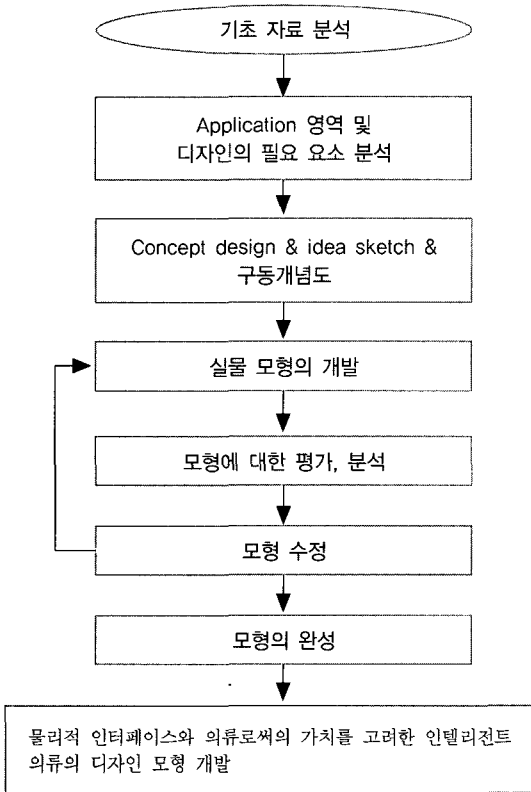 기초 자료 분석
Application 영역 및
디자인의 필요 요소 분석
Concept design & idea sketch &
구동개념도
실물 모형의 개발
모형에 대한 평가, 분석
모형 수정
모형의 완성
물리적 인터페이스와 의류로써의 가치를 고려한 인텔리전트
의류의 디자인 모형 개발